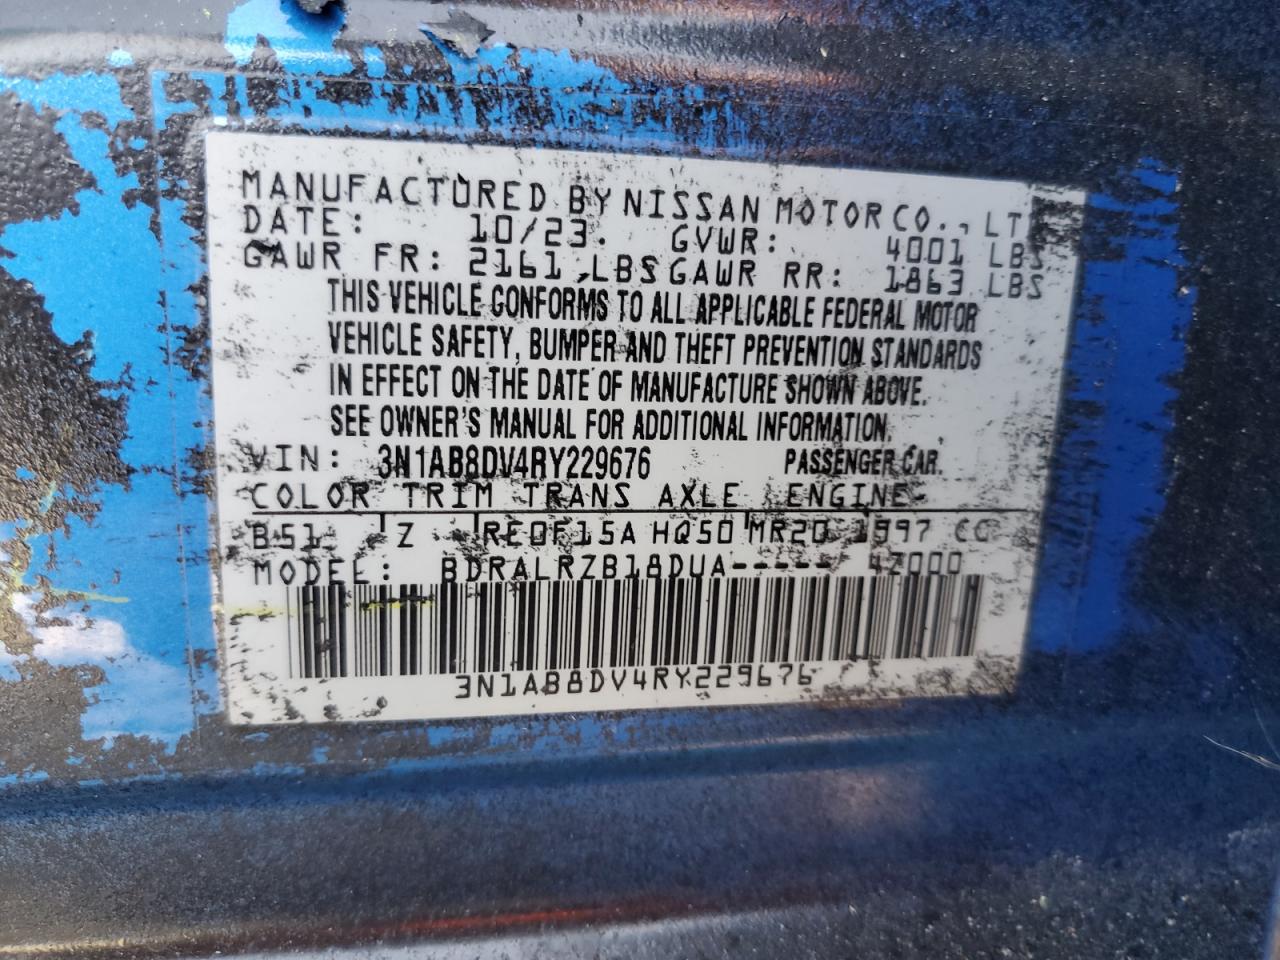 MANUFACTURED BY NISSAN MOTOR CO., LT
DATE: 10/23. GVWR: 4001 LBS
GAWR FR: 2161 LBS GAWR RR: 1863 LBS
THIS VEHICLE CONFORMS TO ALL APPLICABLE FEDERAL MOTOR
VEHICLE SAFETY, BUMPER AND THEFT PREVENTION STANDARDS
IN EFFECT ON THE DATE OF MANUFACTURE SHOWN ABOVE.
SEE OWNER'S MANUAL FOR ADDITIONAL INFORMATION.
VIN: 3N1AB8DV4RY229676 PASSENGER CAR.
COLOR TRIM TRANS AXLE ENGINE
B51 Z RE0F15A HQ50 MR20 1997 CC
MODEL: BDRALRZB18DUA----- 42000
3N1AB8DV4RY229676